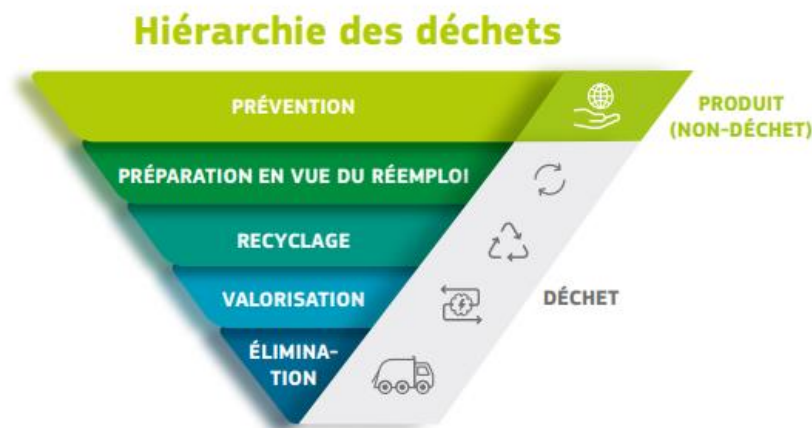 Hiérarchie des déchets
PRÉVENTION
PRODUIT
(NON-DÉCHET)
PRÉPARATION EN VUE DU RÉEMPLOI
RECYCLAGE
VALORISATION
DÉCHET
ÉLIMINA-
TION